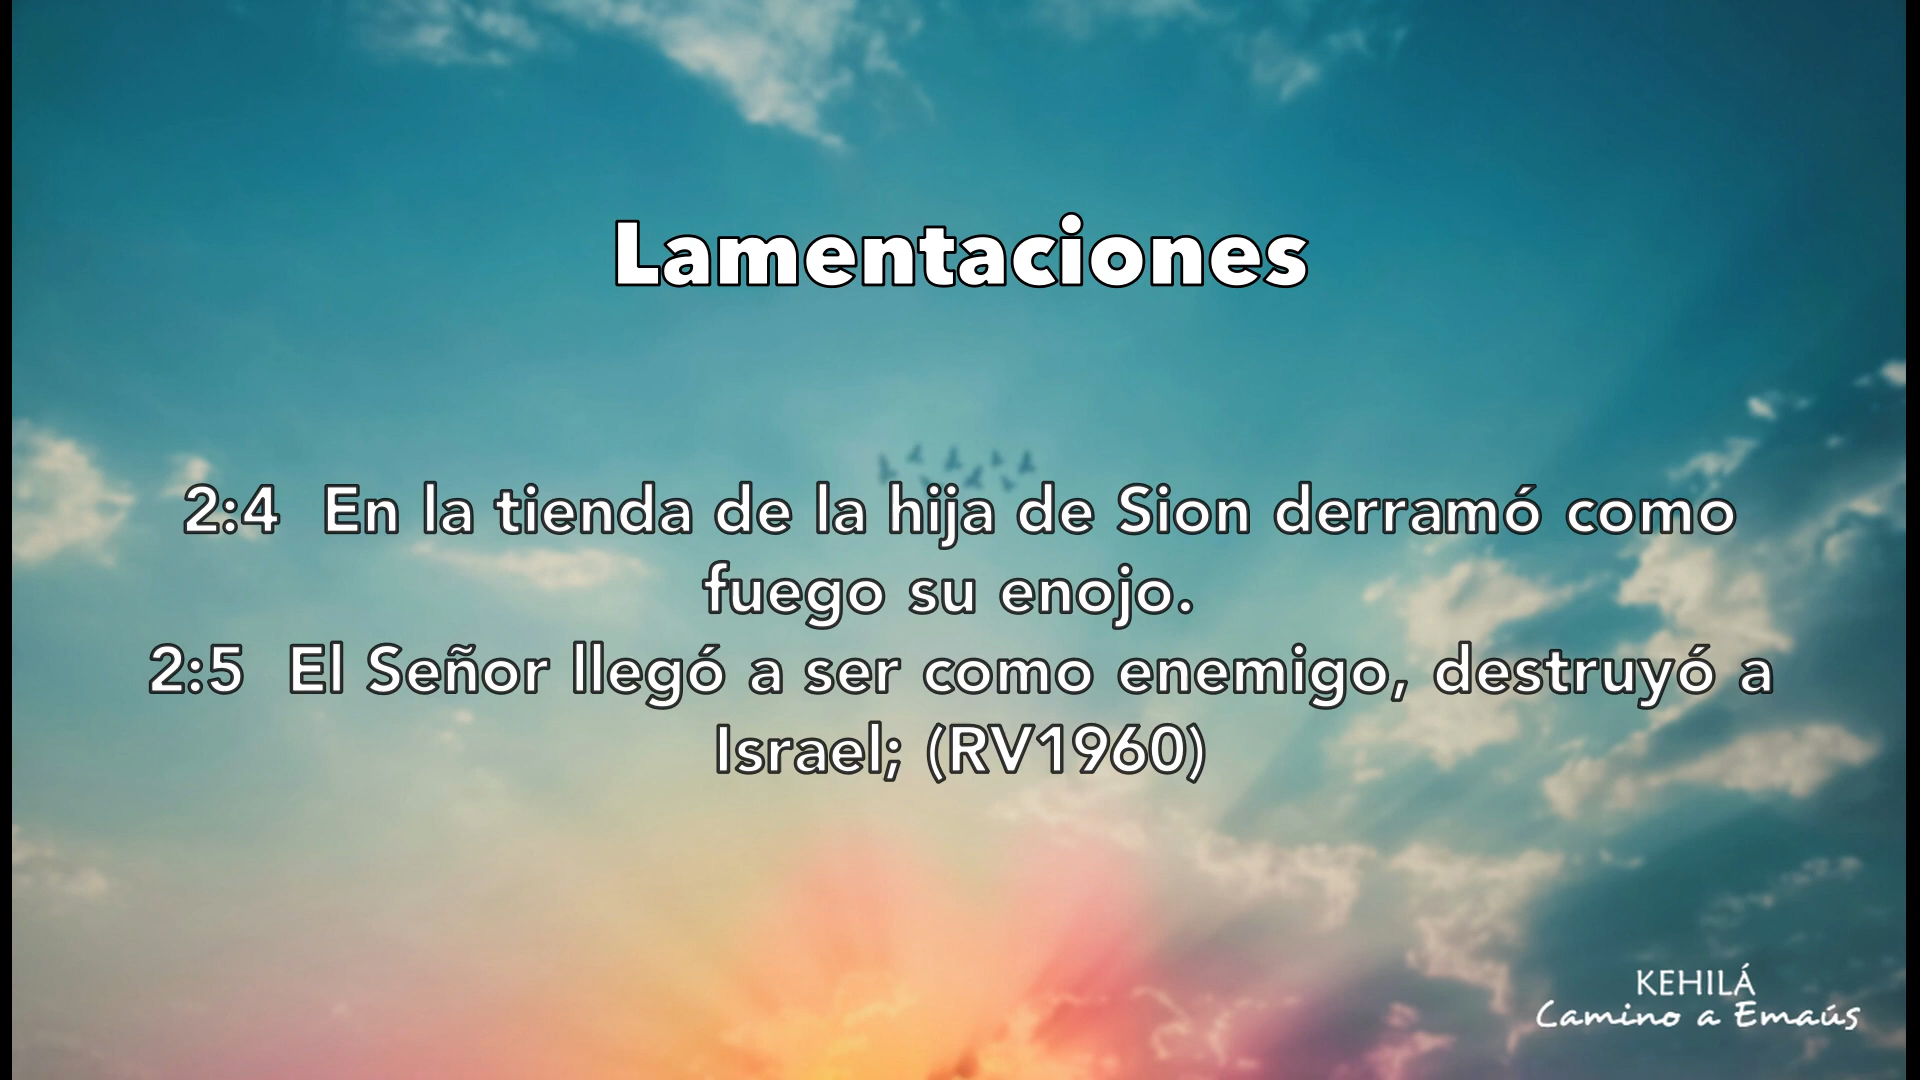 Lamentaciones
2:4 En la tienda de la hija de Sion derramó como
fuego su enojo.
2:5 El Señor llegó a ser como enemigo, destruyó a
Israel; (RV1960)
KEHILÁ
Camino a Emaús